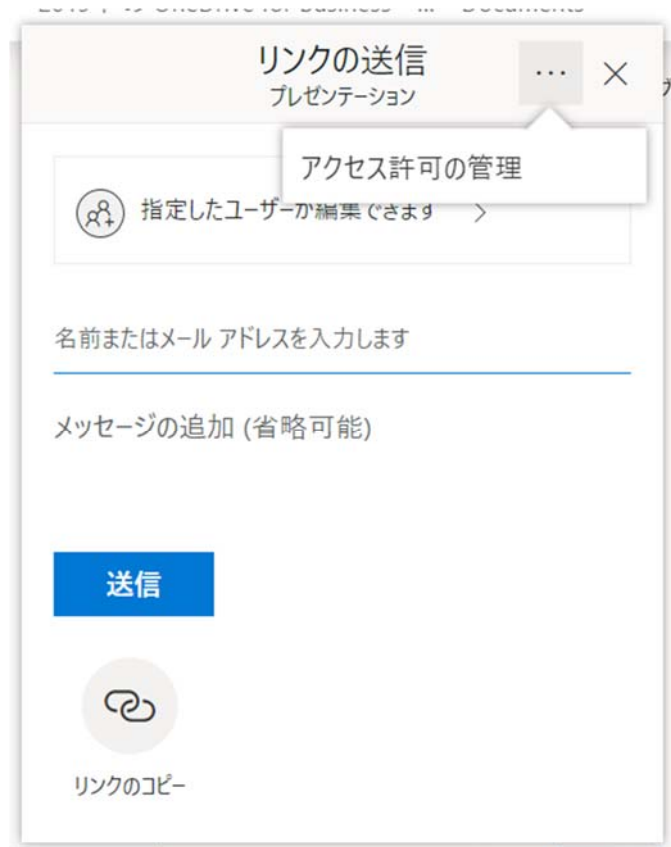 リンクの送信
プレゼンテーション
アクセス許可の管理
指定したユーザーが編集できます
名前またはメール アドレスを入力します
メッセージの追加 (省略可能)
送信
リンクのコピー